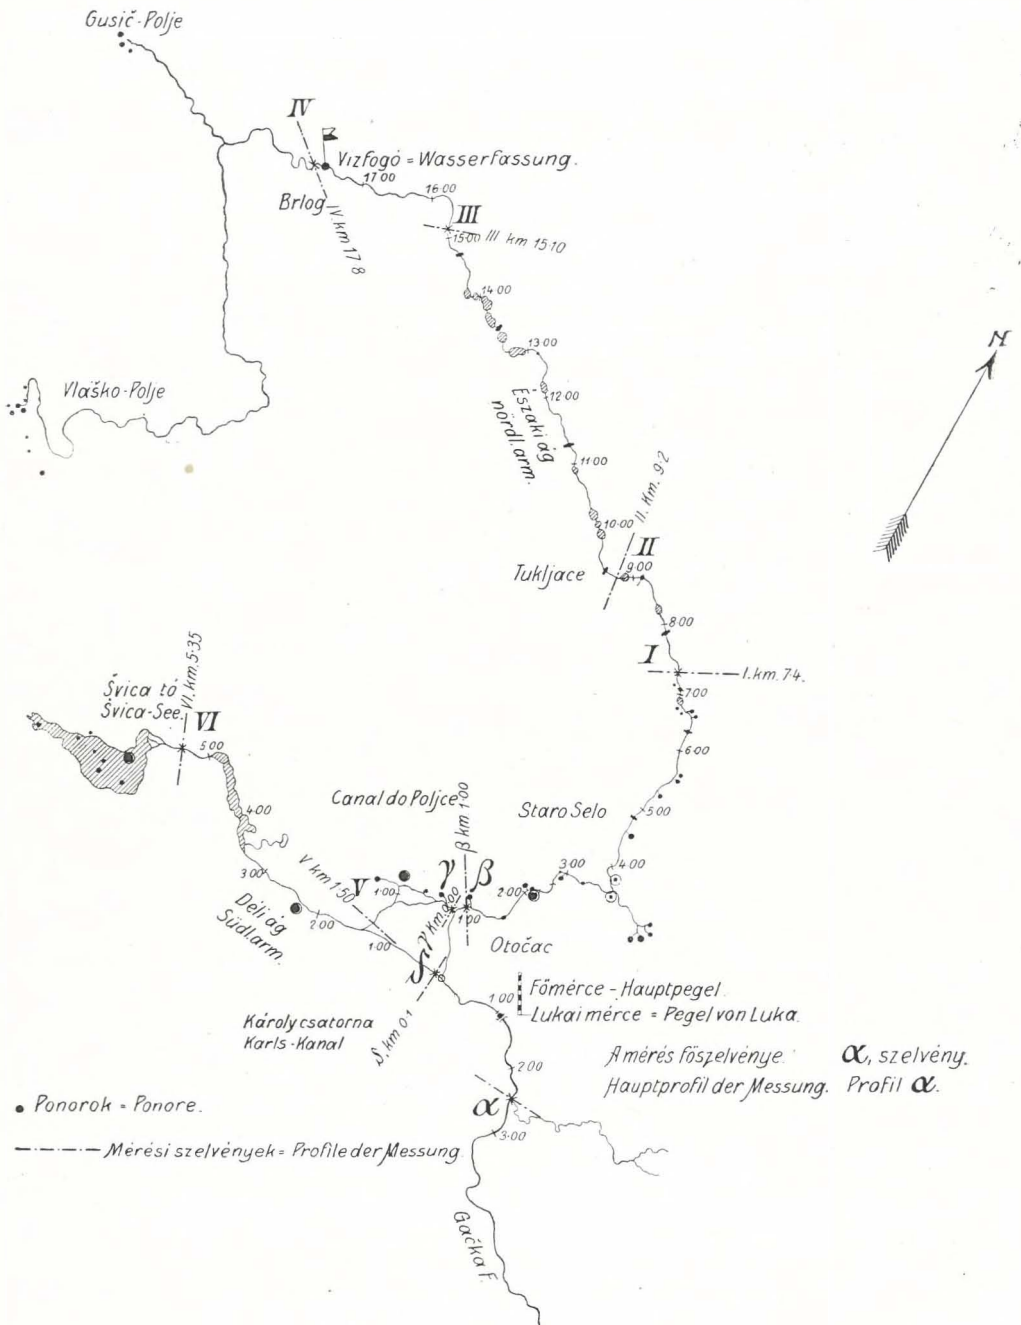 Gusič-Polje
IV
Vízfogó = Wasserfassung.
17·00
16·00
Brlog
IV. km 17·8
III
15·00
III km 15·10
14·00
13·00
N
Vlaško-Polje
12·00
Északi ág
nördl. arm.
11·00
II. Km. 9·2
10·00
II
9·00
Tukljace
8·00
I
I. km. 7·4.
7·00
VI. km. 5·35
Švica tó
Švica-See.
VI
5·00
6·00
Canal do Poljce
β km 1·00
Staro Selo
5·00
4·00
3·00
V km 1·50
V
1·00
γ
β
γ Km. 0·00
1·00
2·00
3·00
4·00
Déli ág
Südl. arm.
2·00
1·00
Otočac
δ
δ, km. 0·1
Károly csatorna
Karls-Kanal
1·00
Főmérce - Hauptpegel.
Lukai mérce = Pegel von Luka.
A mérés főszelvénye. α, szelvény.
Hauptprofil der Messung. Profil α.
2·00
α
3·00
Ponorok = Ponore.
Mérési szelvények = Profile der Messung
Gačka F.